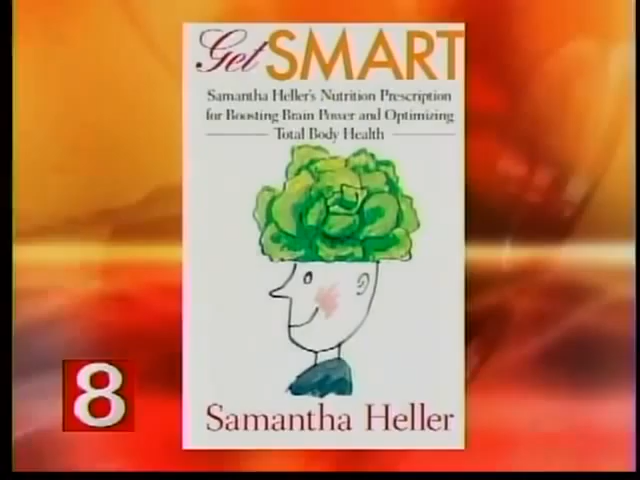 Get SMART
Samantha Heller's Nutrition Prescription
for Boosting Brain Power and Optimizing
Total Body Health
Samantha Heller
8